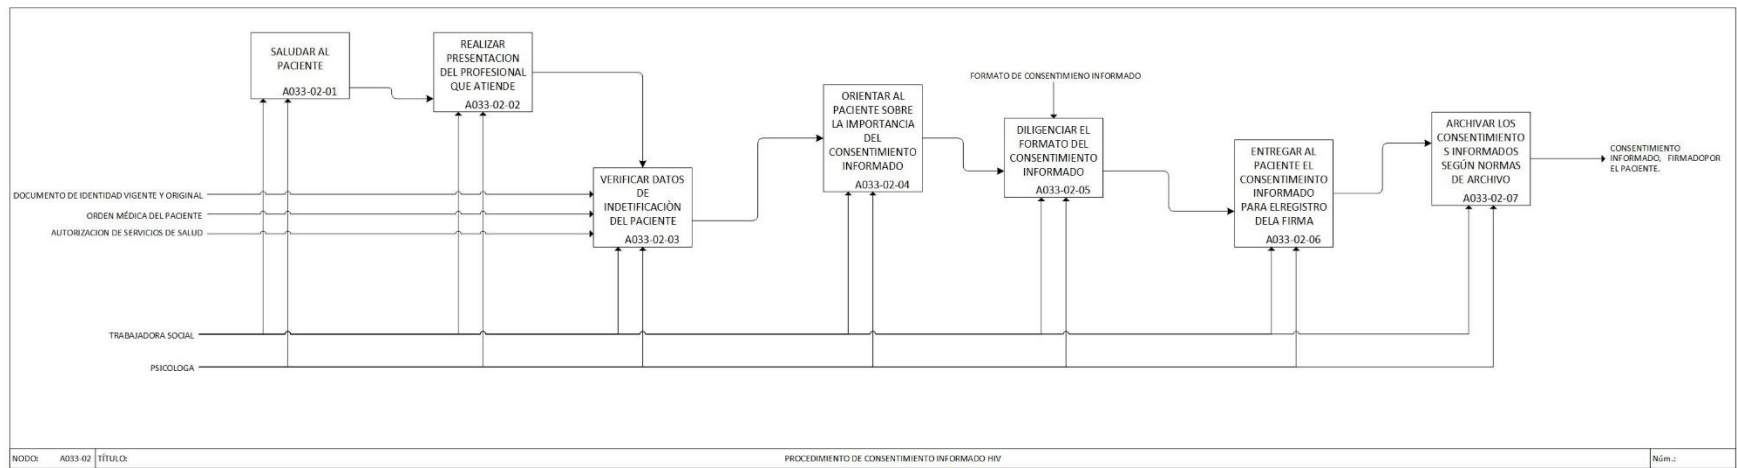 SALUDAR AL
PACIENTE
A033-02-01
REALIZAR
PRESENTACION
DEL PROFESIONAL
QUE ATIENDE
A033-02-02
VERIFICAR DATOS
DE
INDETIFICACIÒN
DEL PACIENTE
A033-02-03
ORIENTAR AL
PACIENTE SOBRE
LA IMPORTANCIA
DEL
CONSENTIMIENTO
INFORMADO
A033-02-04
FORMATO DE CONSENTIMIENO INFORMADO
DILIGENCIAR EL
FORMATO DEL
CONSENTIMIENTO
INFORMADO
A033-02-05
ENTREGAR AL
PACIENTE EL
CONSENTIMEINTO
INFORMADO
PARA ELREGISTRO
DELA FIRMA
A033-02-06
ARCHIVAR LOS
CONSENTIMIENTO
S INFORMADOS
SEGÚN NORMAS
DE ARCHIVO
A033-02-07
CONSENTIMIENTO
INFORMADO, FIRMADOPOR
EL PACIENTE.
DOCUMENTO DE IDENTIDAD VIGENTE Y ORIGINAL
ORDEN MÉDICA DEL PACIENTE
AUTORIZACION DE SERVICIOS DE SALUD
TRABAJADORA SOCIAL
PSICOLOGA
NODO: A033-02 TÍTULO: PROCEDIMIENTO DE CONSENTIMIENTO INFORMADO HIV Núm.: